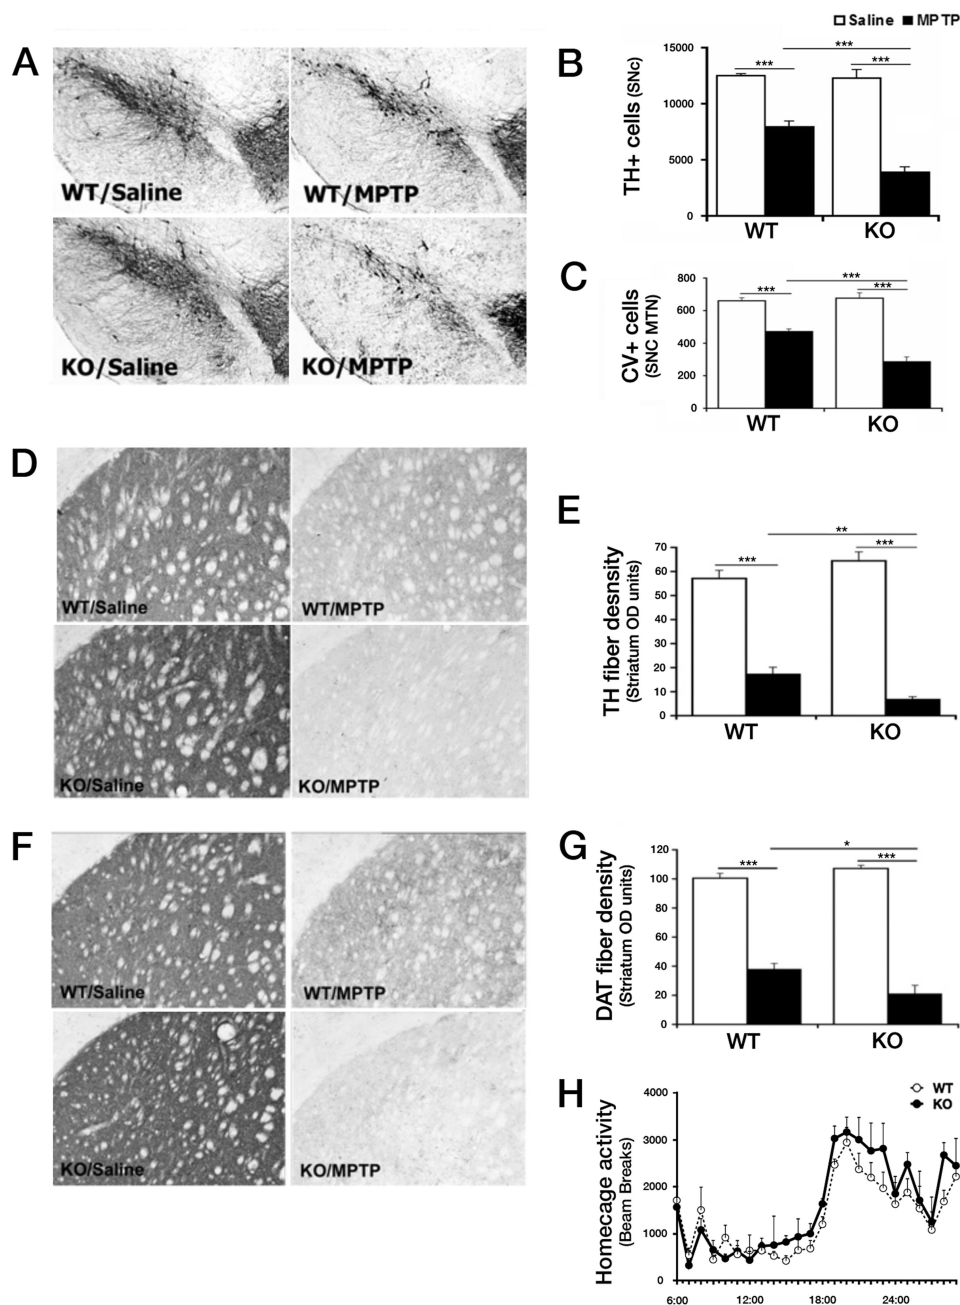 Saline MPTP
A
WT/Saline
WT/MPTP
KO/Saline
KO/MPTP
B
TH+ cells (SNc)
15000
10000
5000
0
***
***
***
WT
KO
C
CV+ cells
(SNC MTN)
800
600
400
200
0
***
***
***
WT
KO
D
WT/Saline
WT/MPTP
KO/Saline
KO/MPTP
E
TH fiber desnsity
(Striatum OD units)
70
60
50
40
30
20
10
0
**
***
***
WT
KO
F
WT/Saline
WT/MPTP
KO/Saline
KO/MPTP
G
DAT fiber density
(Striatum OD units)
120
100
80
60
40
20
0
*
***
***
WT
KO
H
Homecage activity
(Beam Breaks)
4000
3000
2000
1000
0
WT
KO
6:00
12:00
18:00
24:00